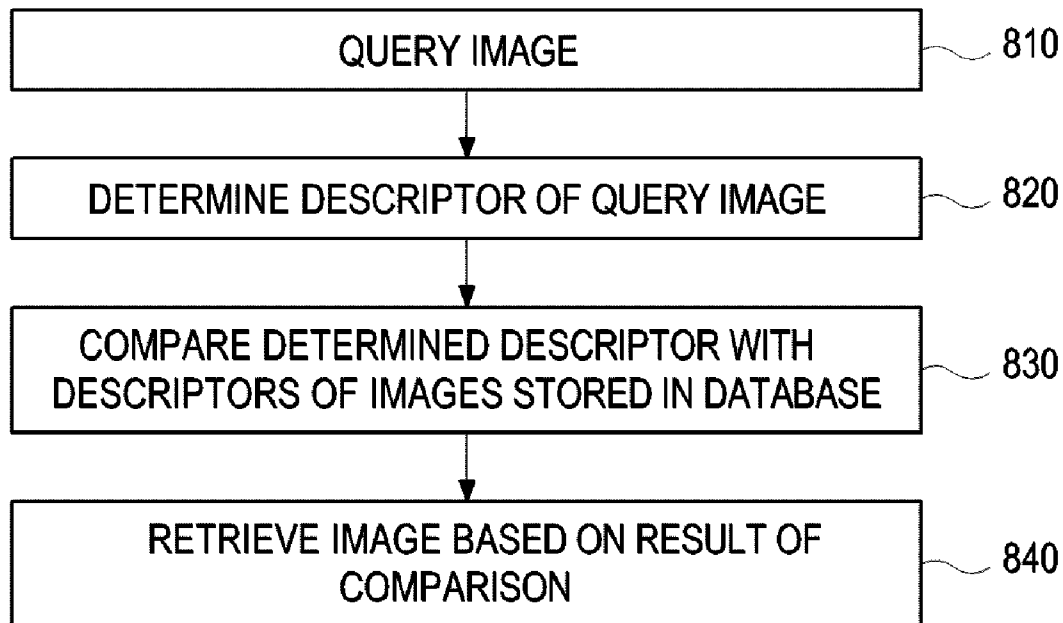 QUERY IMAGE
810
DETERMINE DESCRIPTOR OF QUERY IMAGE
820
COMPARE DETERMINED DESCRIPTOR WITH
DESCRIPTORS OF IMAGES STORED IN DATABASE
830
RETRIEVE IMAGE BASED ON RESULT OF
COMPARISON
840